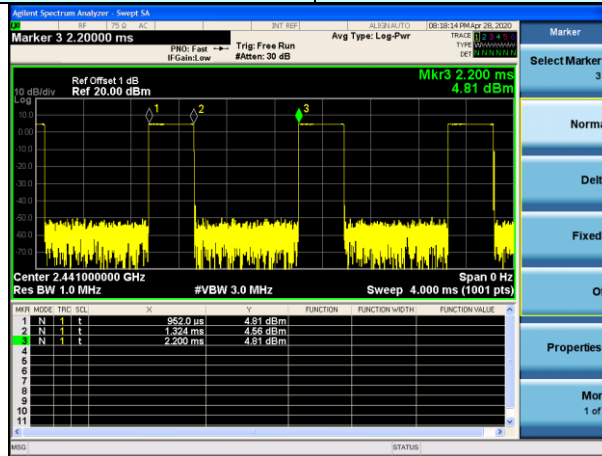 Agilent Spectrum Analyzer - Swept SA
RF 75 Ω AC INT REF ALIGNAUTO 08:18:14 PM Apr 28, 2020
Marker 3 2.20000 ms
PNO: Fast
IFGain:Low
Trig: Free Run
#Atten: 30 dB
Avg Type: Log-Pwr
TRACE 1 2 3 4 5 6
TYPE
DET N N N N N N
Mkr3 2.200 ms
4.81 dBm
Ref Offset 1 dB
Ref 20.00 dBm
10 dB/div
Log
10.0
0.00
-10.0
-20.0
-30.0
-40.0
-50.0
-60.0
-70.0
1
2
3
Center 2.441000000 GHz
Span 0 Hz
Res BW 1.0 MHz
#VBW 3.0 MHz
Sweep 4.000 ms (1001 pts)
MKR MODE TRC SCL X Y FUNCTION FUNCTION WIDTH FUNCTION VALUE
1 N 1 t 952.0 µs 4.81 dBm
2 N 1 t 1.324 ms 4.56 dBm
3 N 1 t 2.200 ms 4.81 dBm
4
5
6
7
8
9
10
11
MSG
STATUS
Marker
Select Marker
3
Norma
Delt
Fixed
O
Properties
Mor
1 of